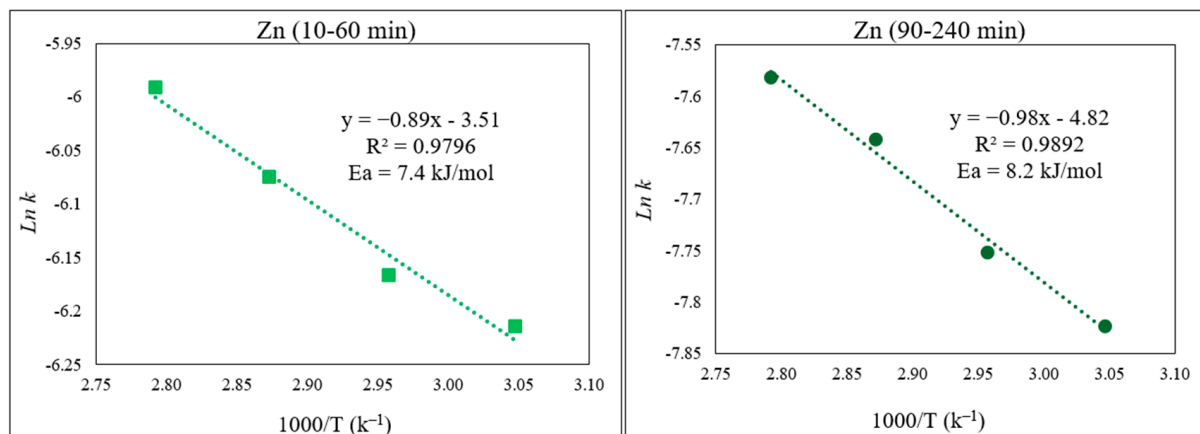 Zn (10-60 min)
-5.95
-6
-6.05
-6.1
-6.15
-6.2
-6.25
Ln k
y = −0.89x - 3.51
R² = 0.9796
Ea = 7.4 kJ/mol
2.75 2.80 2.85 2.90 2.95 3.00 3.05 3.10
1000/T (k⁻¹)
Zn (90-240 min)
-7.55
-7.6
-7.65
-7.7
-7.75
-7.8
-7.85
Ln k
y = −0.98x - 4.82
R² = 0.9892
Ea = 8.2 kJ/mol
2.75 2.80 2.85 2.90 2.95 3.00 3.05 3.10
1000/T (k⁻¹)